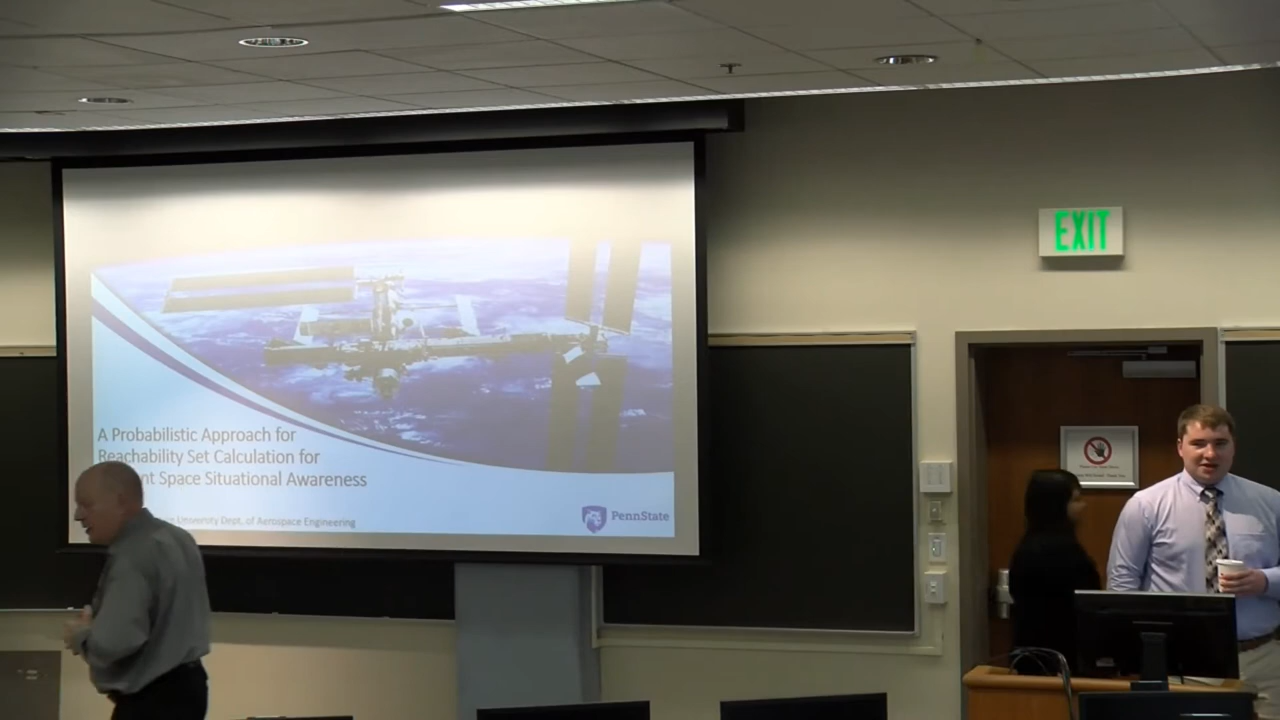 EXIT
A Probabilistic Approach for
Reachability Set Calculation for
Space Situational Awareness
University Dept. of Aerospace Engineering
PennState